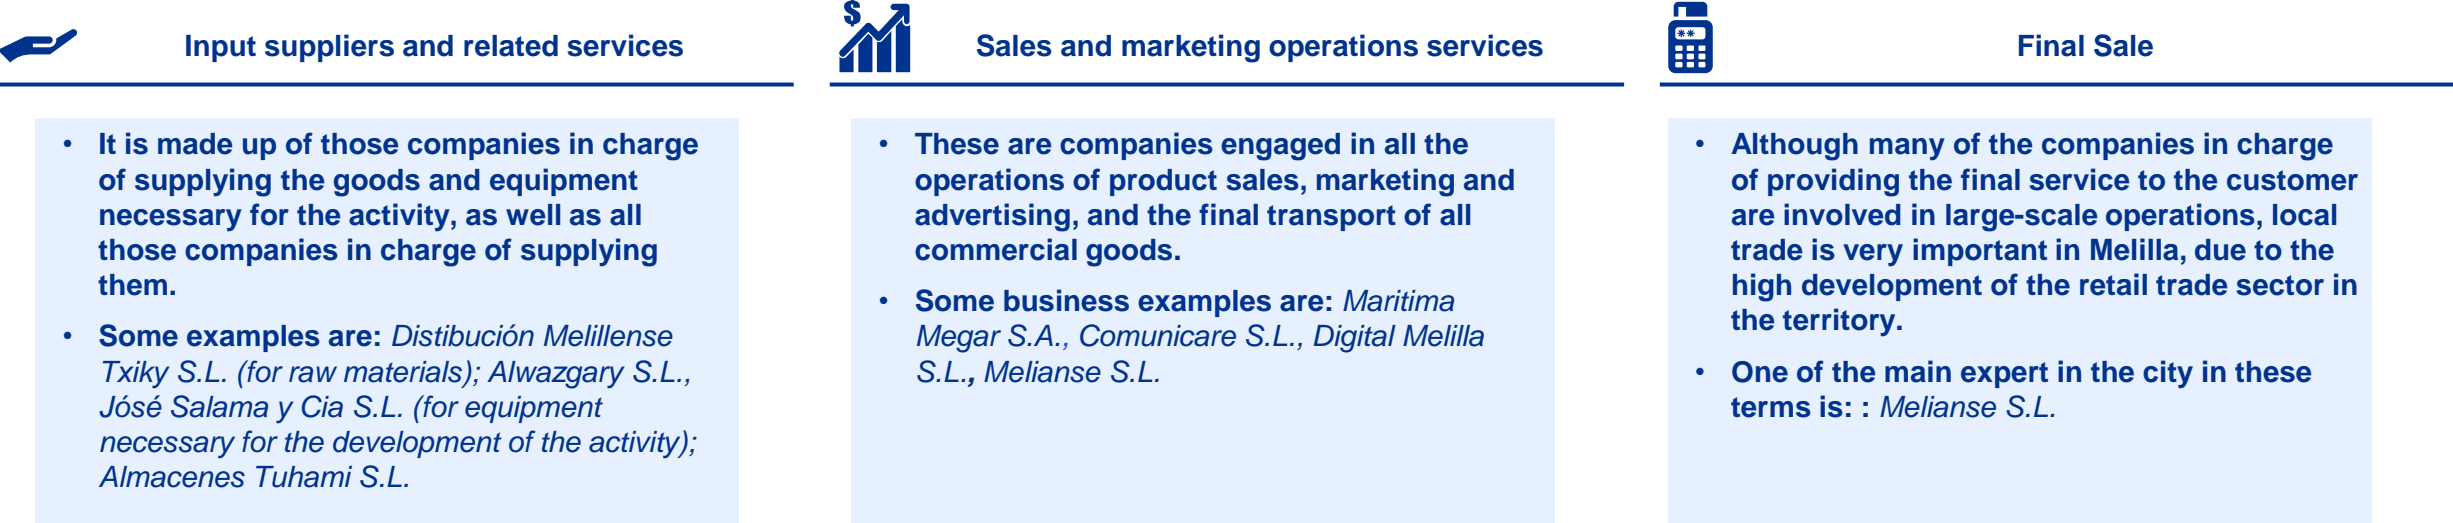 Input suppliers and related services
• It is made up of those companies in charge
of supplying the goods and equipment
necessary for the activity, as well as all
those companies in charge of supplying
them.
• Some examples are: Distibución Melillense
Txiky S.L. (for raw materials); Alwazgary S.L.,
Jósé Salama y Cia S.L. (for equipment
necessary for the development of the activity);
Almacenes Tuhami S.L.
$
Sales and marketing operations services
• These are companies engaged in all the
operations of product sales, marketing and
advertising, and the final transport of all
commercial goods.
• Some business examples are: Maritima
Megar S.A., Comunicare S.L., Digital Melilla
S.L., Melianse S.L.
**
Final Sale
• Although many of the companies in charge
of providing the final service to the customer
are involved in large-scale operations, local
trade is very important in Melilla, due to the
high development of the retail trade sector in
the territory.
• One of the main expert in the city in these
terms is: : Melianse S.L.